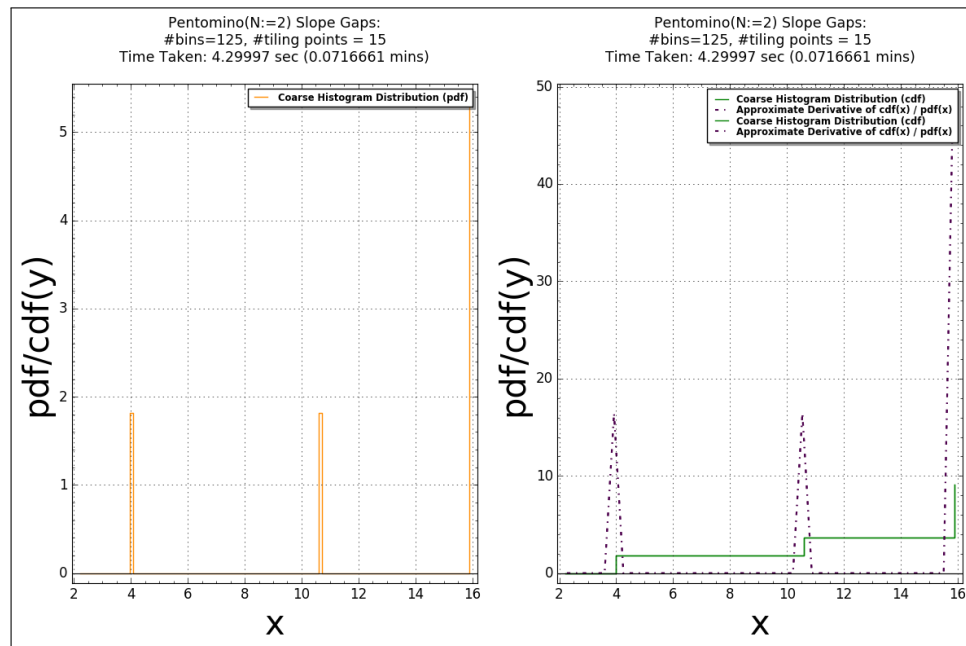 Pentomino(N:=2) Slope Gaps:
#bins=125, #tiling points = 15
Time Taken: 4.29997 sec (0.0716661 mins)
Coarse Histogram Distribution (pdf)
pdf/cdf(y)
5
4
3
2
1
0
2 4 6 8 10 12 14 16
x
Pentomino(N:=2) Slope Gaps:
#bins=125, #tiling points = 15
Time Taken: 4.29997 sec (0.0716661 mins)
Coarse Histogram Distribution (cdf)
Approximate Derivative of cdf(x) / pdf(x)
Coarse Histogram Distribution (cdf)
Approximate Derivative of cdf(x) / pdf(x)
pdf/cdf(y)
50
40
30
20
10
0
2 4 6 8 10 12 14 16
x